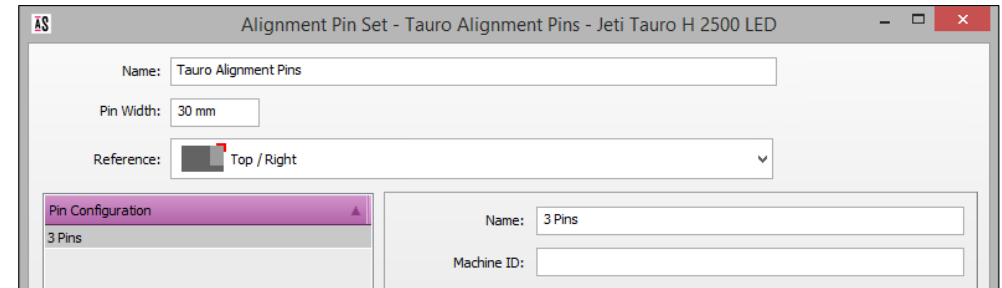 AS Alignment Pin Set - Tauro Alignment Pins - Jeti Tauro H 2500 LED
Name: Tauro Alignment Pins
Pin Width: 30 mm
Reference: Top / Right
Pin Configuration
3 Pins
Name: 3 Pins
Machine ID: